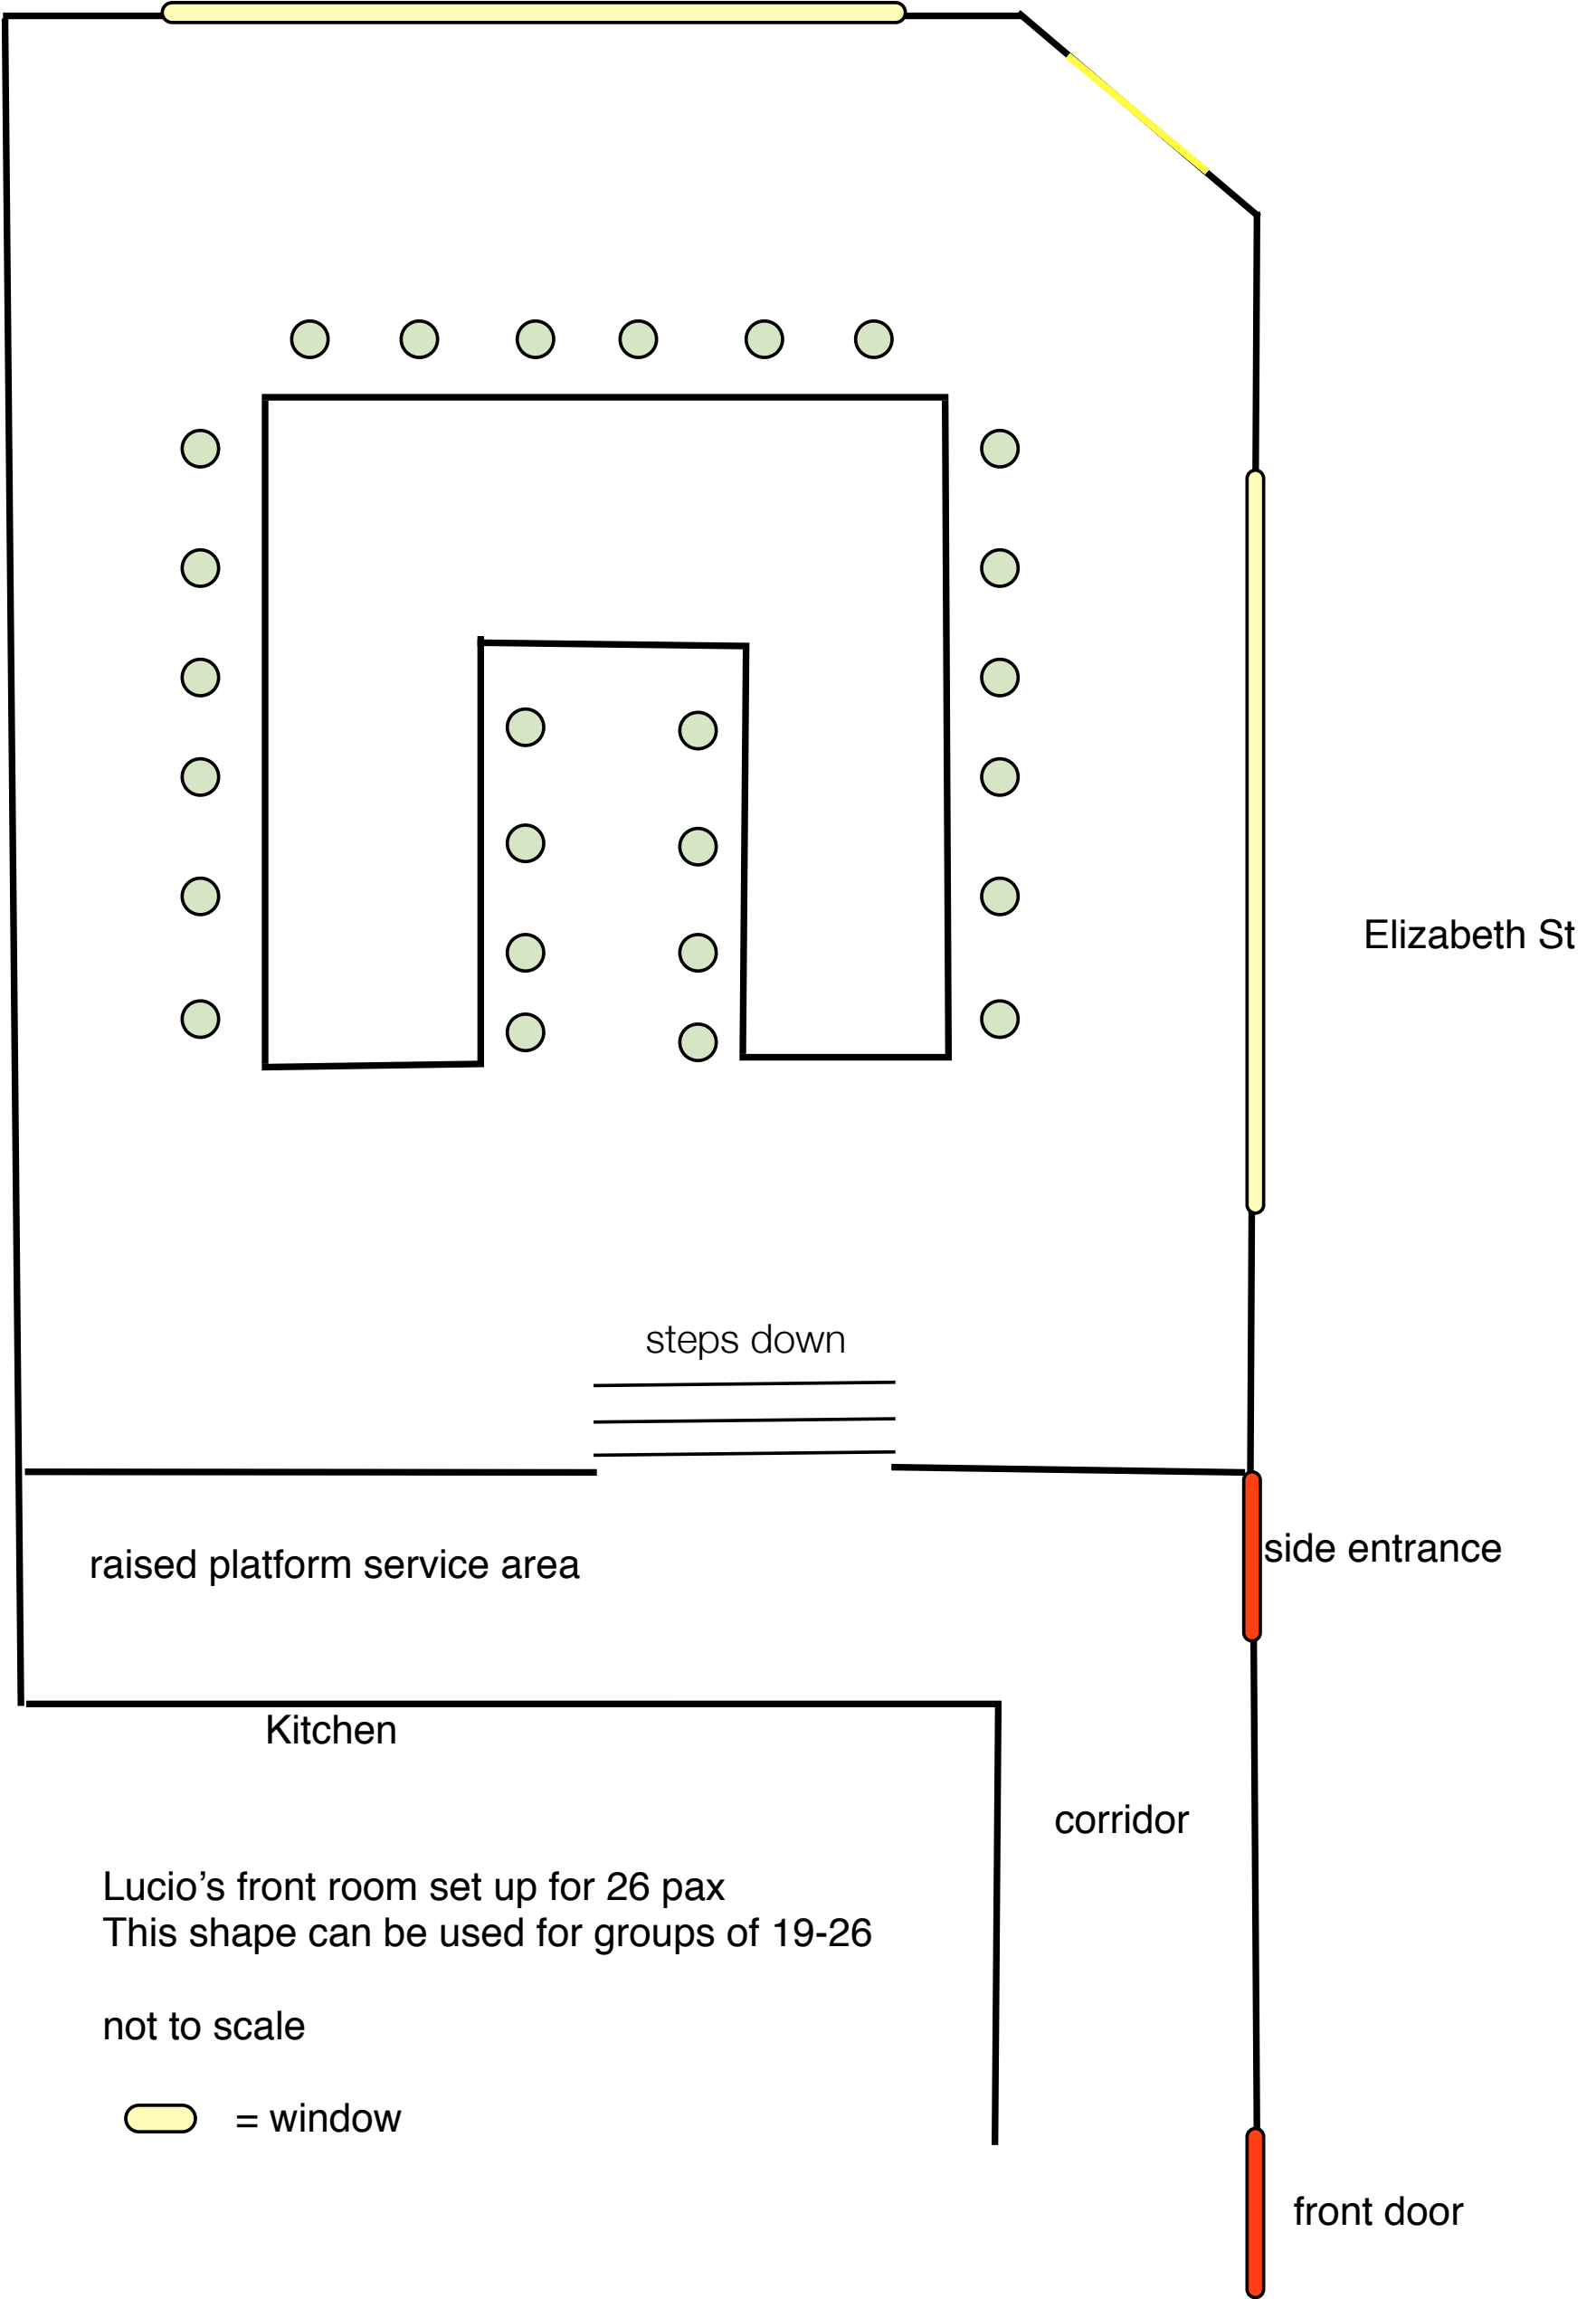 Elizabeth St
steps down
side entrance
raised platform service area
Kitchen
corridor
Lucio’s front room set up for 26 pax
This shape can be used for groups of 19-26
not to scale
= window
front door